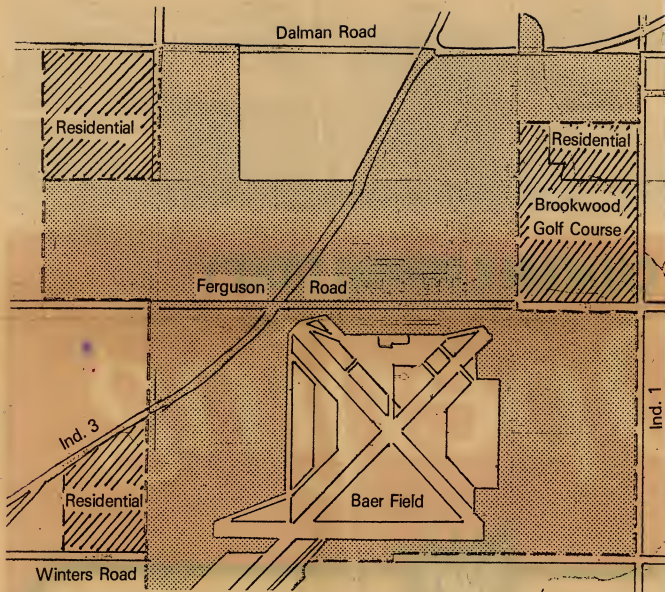 Dalman Road
Residential
Residential
Brookwood
Golf Course
Ferguson Road
Ind. 3
Ind. 1
Residential
Baer Field
Winters Road